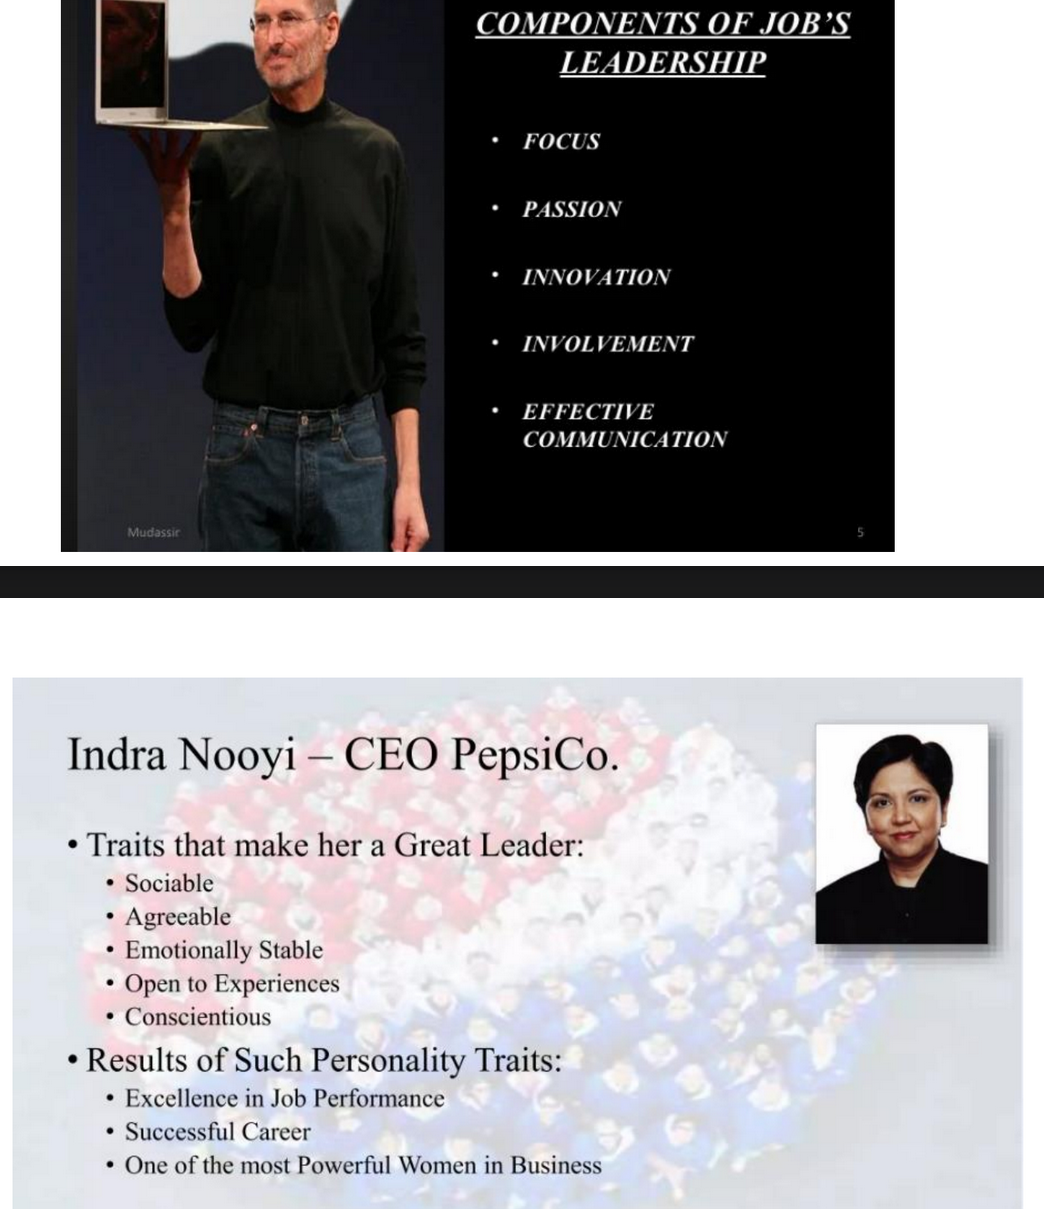 COMPONENTS OF JOB'S
LEADERSHIP
• FOCUS
• PASSION
• INNOVATION
• INVOLVEMENT
• EFFECTIVE
COMMUNICATION
Mudassir
5
Indra Nooyi – CEO PepsiCo.
• Traits that make her a Great Leader:
• Sociable
• Agreeable
• Emotionally Stable
• Open to Experiences
• Conscientious
• Results of Such Personality Traits:
• Excellence in Job Performance
• Successful Career
• One of the most Powerful Women in Business